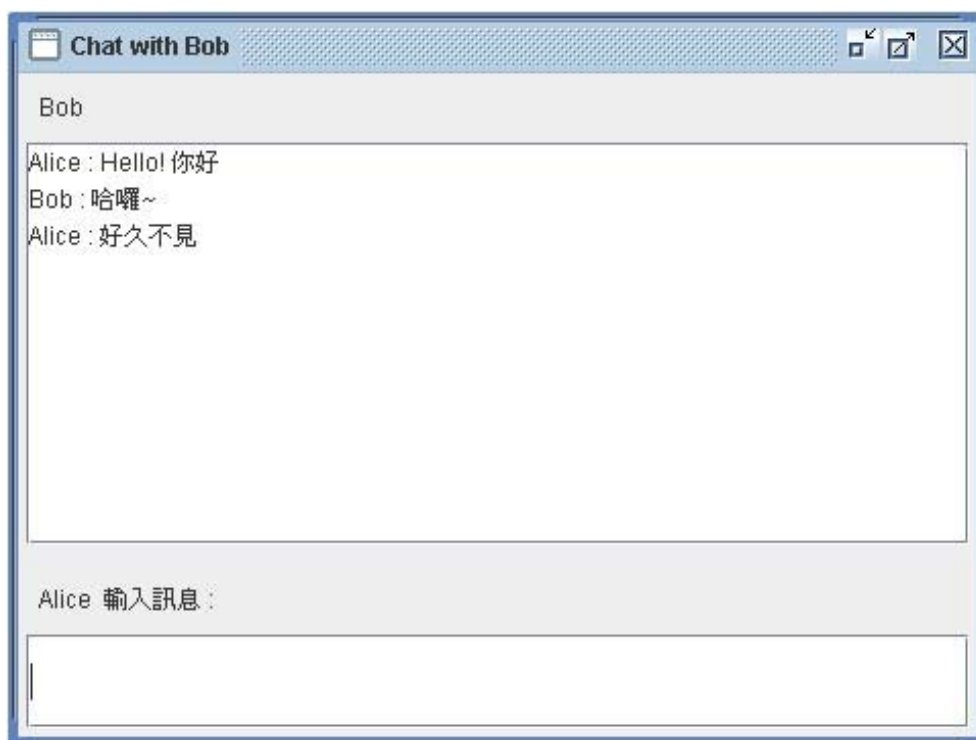 Chat with Bob
Bob
Alice : Hello! 你好
Bob : 哈囉~
Alice : 好久不見
Alice 輸入訊息 :